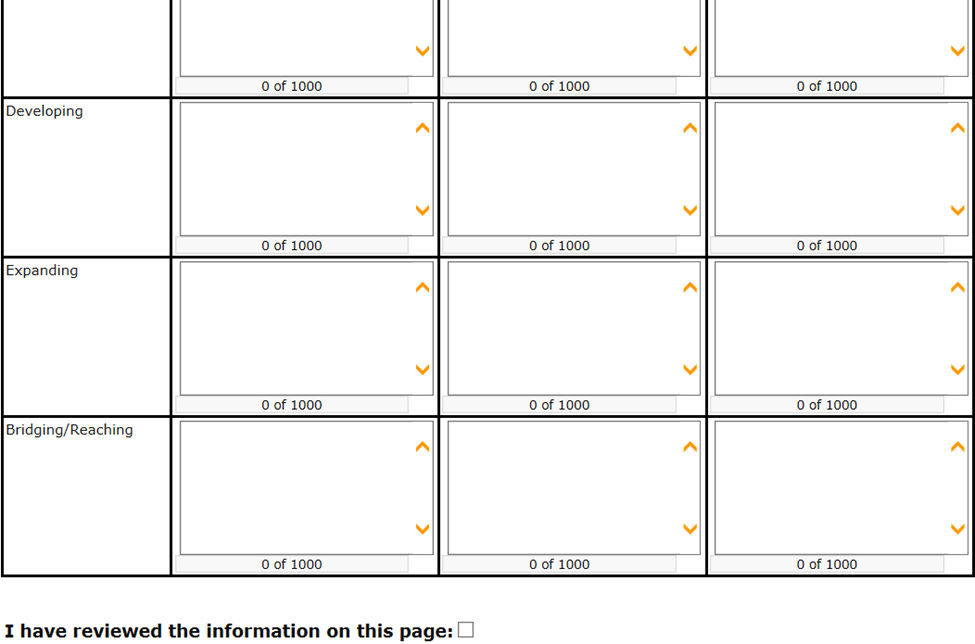 0 of 1000 0 of 1000 0 of 1000
Developing
0 of 1000 0 of 1000 0 of 1000
Expanding
0 of 1000 0 of 1000 0 of 1000
Bridging/Reaching
0 of 1000 0 of 1000 0 of 1000
I have reviewed the information on this page: